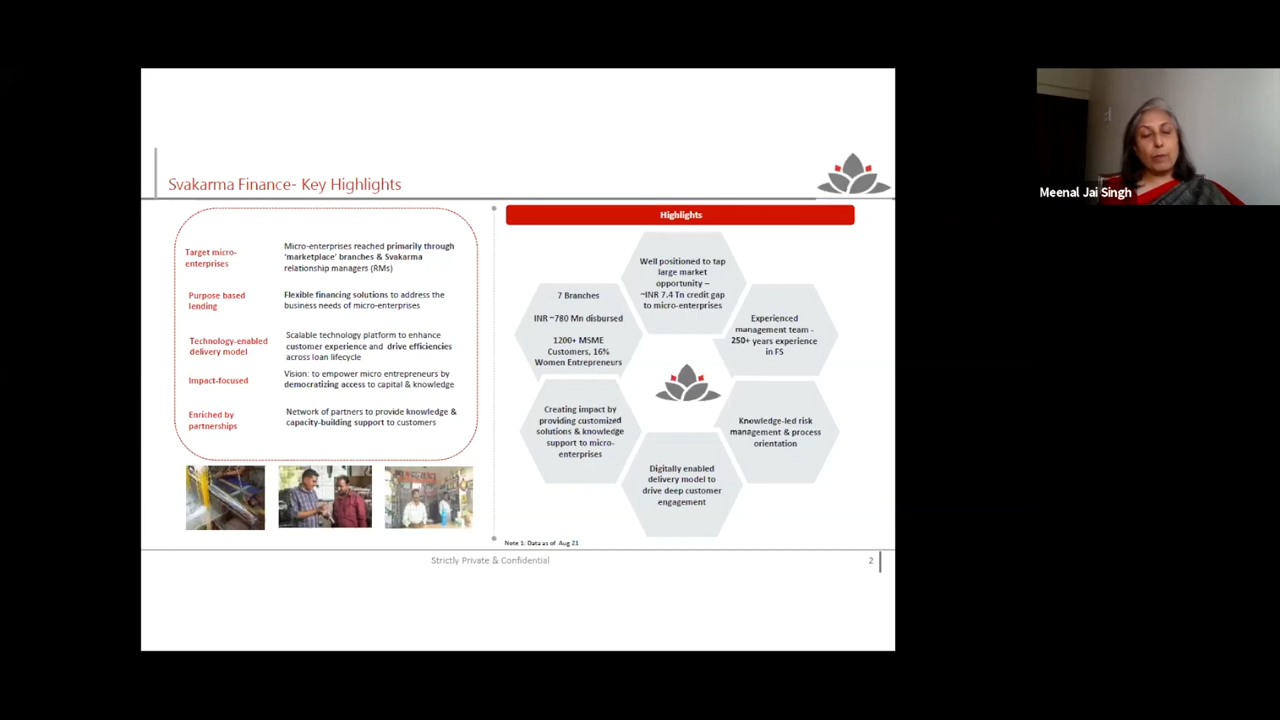 Svakarma Finance- Key Highlights
Target micro-
enterprises
Micro-enterprises reached primarily through
'marketplace' branches & Svakarma
relationship managers (RMs)
Purpose based
lending
Flexible financing solutions to address the
business needs of micro-enterprises
Technology-enabled
delivery model
Scalable technology platform to enhance
customer experience and drive efficiencies
across loan lifecycle
Impact-focused
Vision: to empower micro entrepreneurs by
democratizing access to capital & knowledge
Enriched by
partnerships
Network of partners to provide knowledge &
capacity-building support to customers
Highlights
Well positioned to tap
large market
opportunity –
~INR 7.4 Tn credit gap
to micro-enterprises
7 Branches
INR ~780 Mn disbursed
1200+ MSME
Customers, 16%
Women Entrepreneurs
Experienced
management team -
250+ years experience
in FS
Creating impact by
providing customized
solutions & knowledge
support to micro-
enterprises
Knowledge-led risk
management & process
orientation
Digitally enabled
delivery model to
drive deep customer
engagement
Note 1: Data as of Aug 21
Strictly Private & Confidential
2
Meenal Jai Singh